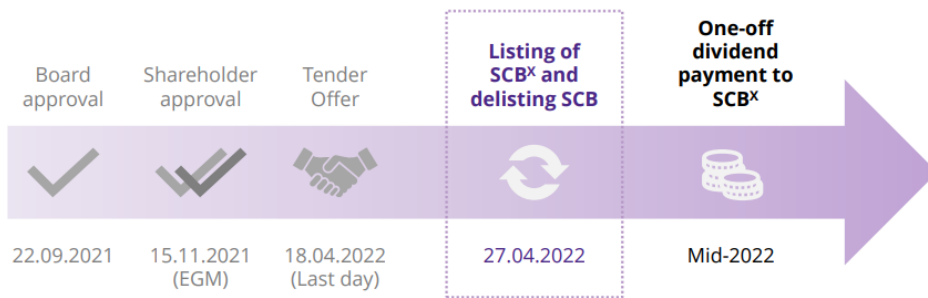 Board
approval
Shareholder
approval
Tender
Offer
Listing of
SCBˣ and
delisting SCB
One-off
dividend
payment to
SCBˣ
22.09.2021
15.11.2021
(EGM)
18.04.2022
(Last day)
27.04.2022
Mid-2022